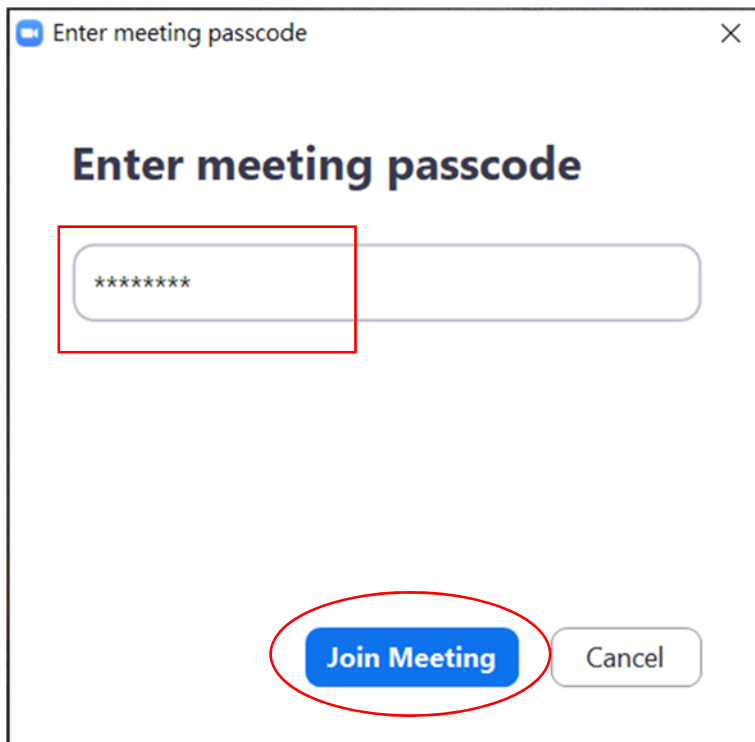 Enter meeting passcode
Enter meeting passcode
********
Join Meeting
Cancel